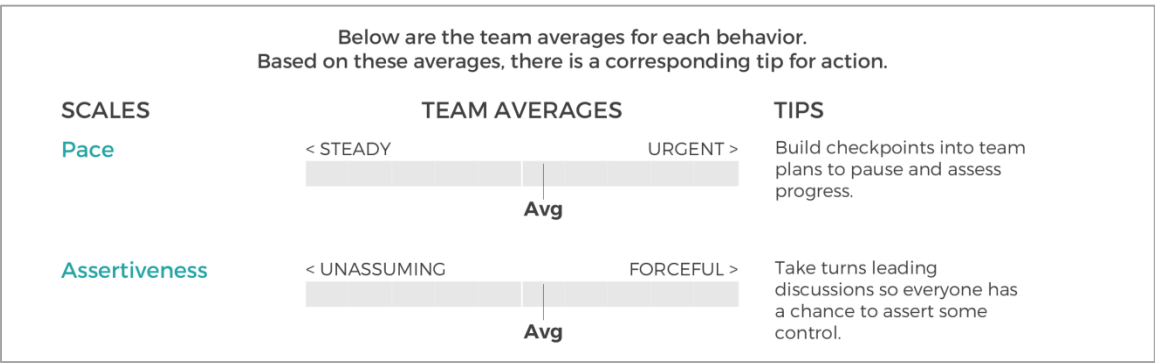 Below are the team averages for each behavior.
Based on these averages, there is a corresponding tip for action.
SCALES TEAM AVERAGES TIPS
Pace
< STEADY URGENT >
Avg
Build checkpoints into team
plans to pause and assess
progress.
Assertiveness
< UNASSUMING FORCEFUL >
Avg
Take turns leading
discussions so everyone has
a chance to assert some
control.